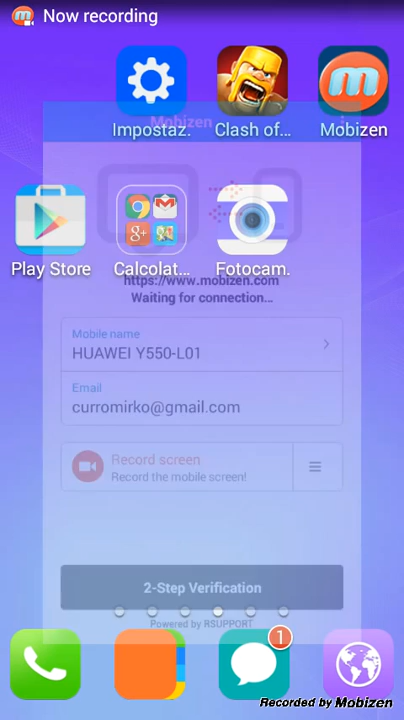 Now recording
Impostaz.
Clash of...
Mobizen
Mobizen
Play Store
Calcolat...
Fotocam.
https://www.mobizen.com
Waiting for connection...
Mobile name
HUAWEI Y550-L01
Email
curromirko@gmail.com
Record screen
Record the mobile screen!
2-Step Verification
Powered by RSUPPORT
1
Recorded by Mobizen